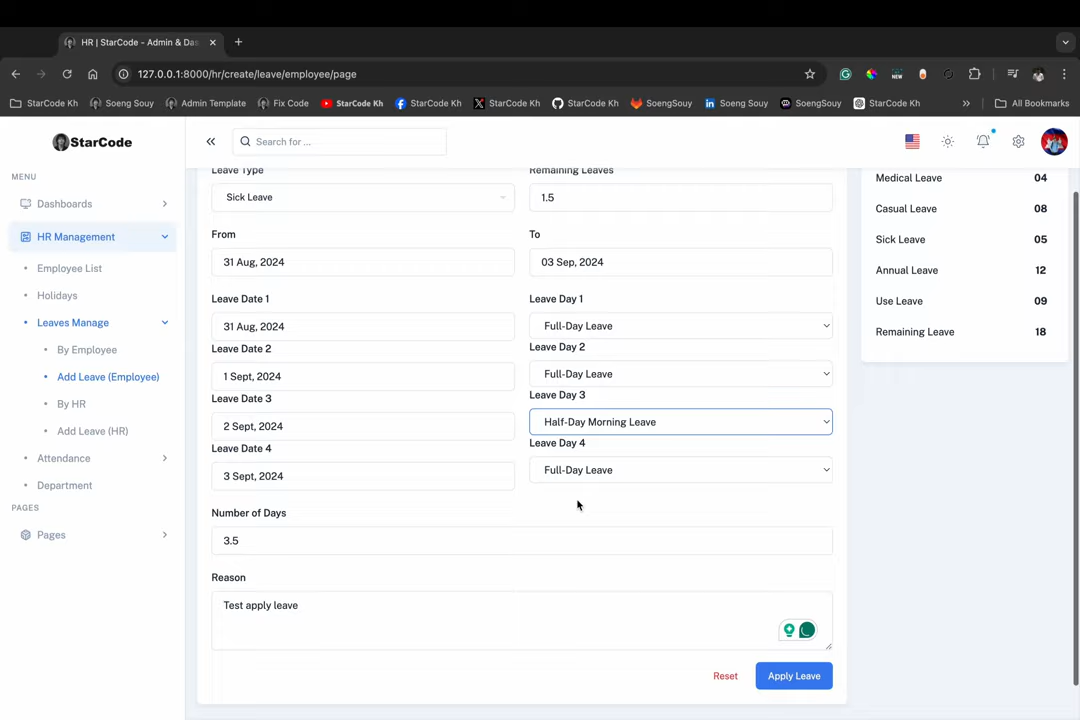 HR | StarCode - Admin & Das
127.0.0.1:8000/hr/create/leave/employee/page
NEW
StarCode Kh
Soeng Souy
Admin Template
Fix Code
StarCode Kh
StarCode Kh
StarCode Kh
StarCode Kh
SoengSouy
Soeng Souy
SoengSouy
StarCode Kh
All Bookmarks
StarCode
Search for ...
MENU
Dashboards
HR Management
Employee List
Holidays
Leaves Manage
By Employee
Add Leave (Employee)
By HR
Add Leave (HR)
Attendance
Department
PAGES
Pages
Leave Type
Remaining Leaves
Sick Leave
1.5
From
To
31 Aug, 2024
03 Sep, 2024
Leave Date 1
Leave Day 1
31 Aug, 2024
Full-Day Leave
Leave Date 2
Leave Day 2
1 Sept, 2024
Full-Day Leave
Leave Date 3
Leave Day 3
2 Sept, 2024
Half-Day Morning Leave
Leave Date 4
Leave Day 4
3 Sept, 2024
Full-Day Leave
Number of Days
3.5
Reason
Test apply leave
Reset
Apply Leave
Medical Leave 04
Casual Leave 08
Sick Leave 05
Annual Leave 12
Use Leave 09
Remaining Leave 18